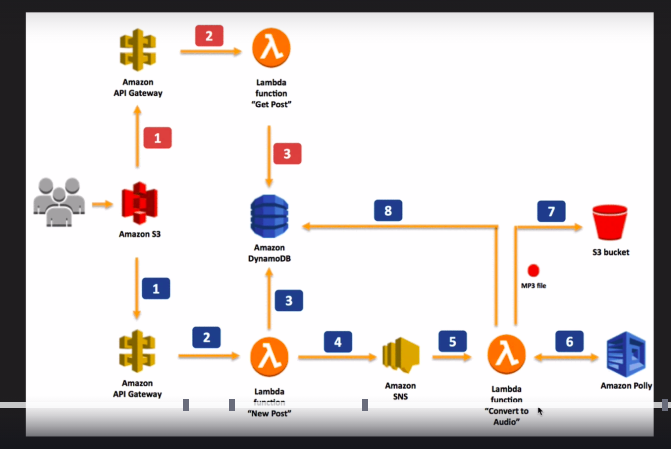 2
Amazon
API Gateway
Lambda
function
"Get Post"
1
3
Amazon S3
Amazon
DynamoDB
8
7
S3 bucket
MP3 file
1
3
2
4
5
6
Amazon
API Gateway
Lambda
function
"New Post"
Amazon
SNS
Lambda
function
"Convert to
Audio"
Amazon Polly